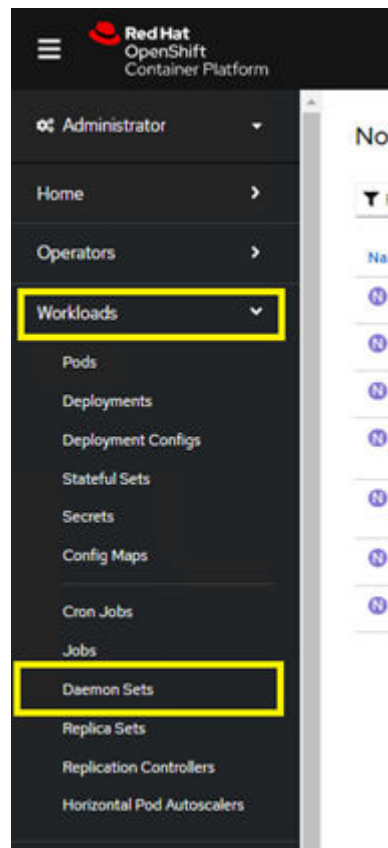 Red Hat
OpenShift
Container Platform
Administrator
No
Home
Operators
Na
Workloads
N
Pods
N
Deployments
N
Deployment Configs
N
Stateful Sets
N
Secrets
Config Maps
N
Cron Jobs
N
Jobs
Daemon Sets
Replica Sets
Replication Controllers
Horizontal Pod Autoscalers